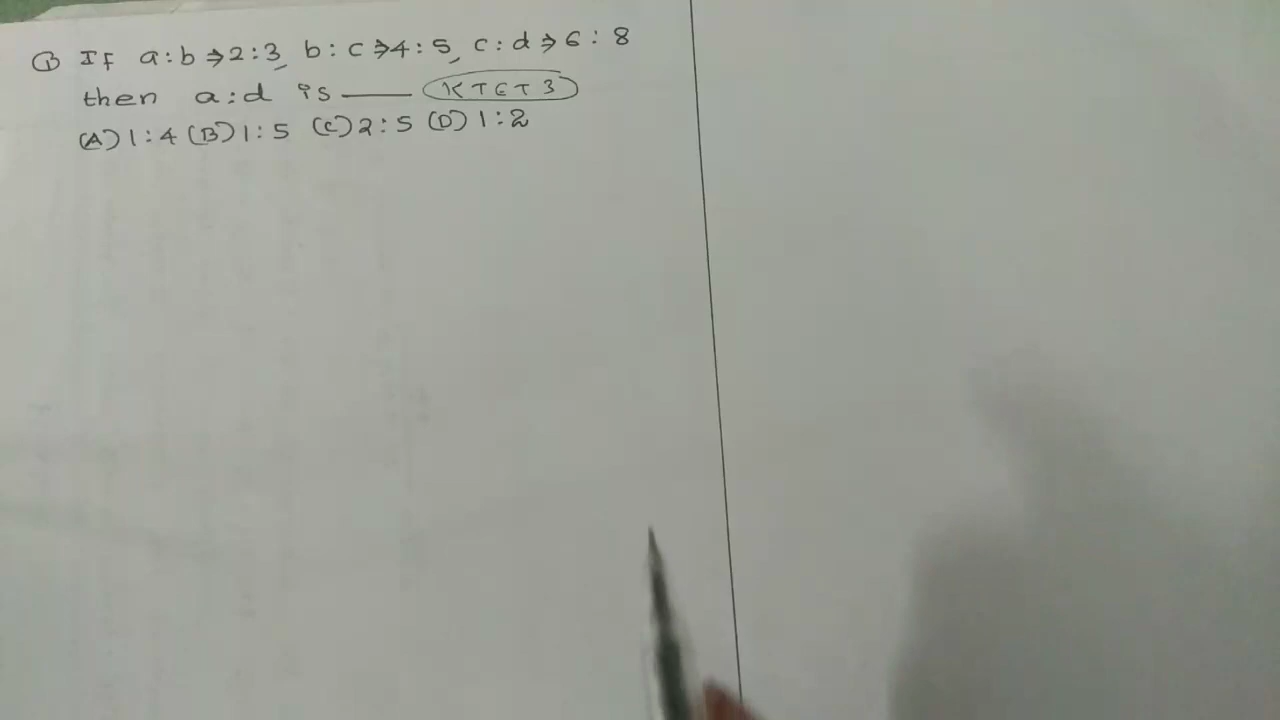 ① If a:b ⇒ 2:3, b:c ⇒ 4:5, c:d ⇒ 6:8
then a:d is ___ KTET 3
(A) 1:4 (B) 1:5 (C) 2:5 (D) 1:2